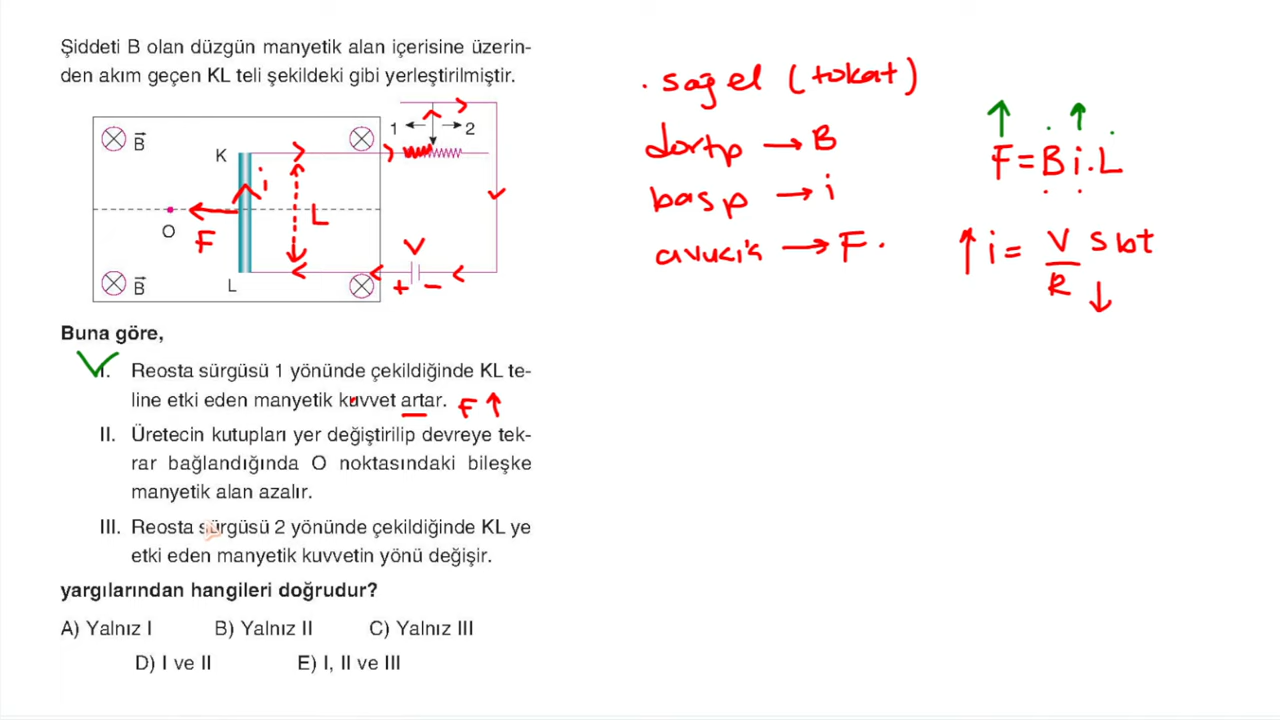 Şiddeti B olan düzgün manyetik alan içerisine üzerin-
den akım geçen KL teli şekildeki gibi yerleştirilmiştir.
B
K
1
2
i
L
O
F
V
L
B
+ -
Buna göre,
I. Reosta sürgüsü 1 yönünde çekildiğinde KL te-
line etki eden manyetik kuvvet artar. F ↑
II. Üretecin kutupları yer değiştirilip devreye tek-
rar bağlandığında O noktasındaki bileşke
manyetik alan azalır.
III. Reosta sürgüsü 2 yönünde çekildiğinde KL ye
etki eden manyetik kuvvetin yönü değişir.
yargılarından hangileri doğrudur?
A) Yalnız I B) Yalnız II C) Yalnız III
D) I ve II E) I, II ve III
. sağ el (tokat)
dört p → B
baş p → i
avuç iç → F.
↑ ↑
F = B i . L
↑ i = V sbt
R ↓